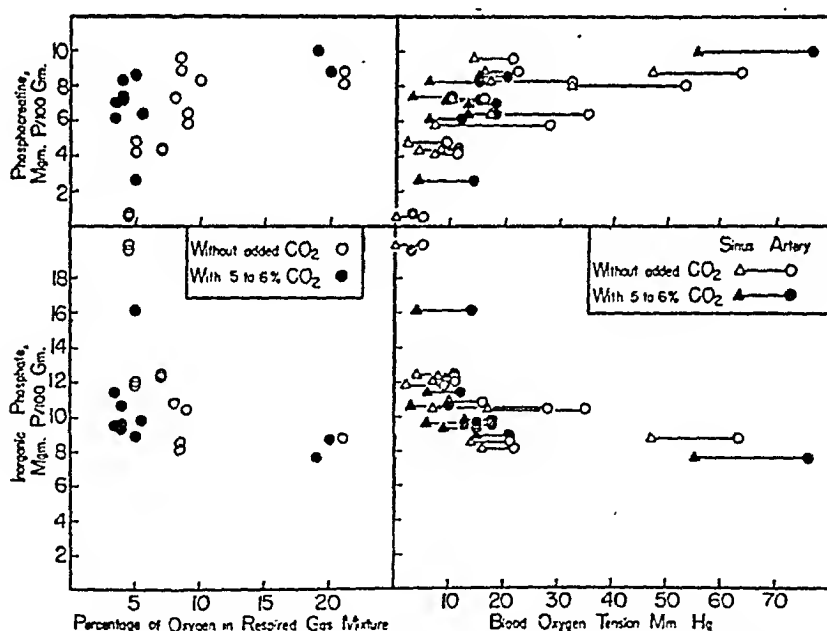 Phosphocreatine,
Mgm. P/100 Gm.
10
8
6
4
2
Inorganic Phosphate,
Mgm. P/100 Gm.
18
16
14
12
10
8
6
4
2
Without added CO2
With 5 to 6% CO2
Sinus Artery
Without added CO2
With 5 to 6% CO2
5 10 15 20
10 20 30 40 50 60 70
Percentage of Oxygen in Respired Gas Mixture
Blood Oxygen Tension Mm Hg